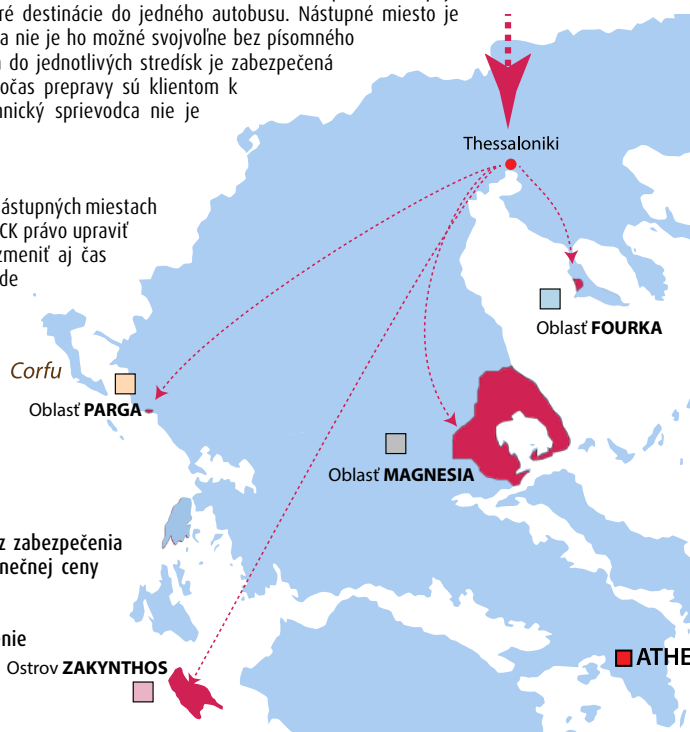 ré destinácie do jedného autobusu. Nástupné miesto je
a nie je ho možné svojvoľne bez písomného
do jednotlivých stredísk je zabezpečená
očas prepravy sú klientom k
nický sprievodca nie je
Thessaloniki
ástupných miestach
CK právo upraviť
zmeniť aj čas
de
Oblasť FOURKA
Corfu
Oblasť PARGA
Oblasť MAGNESIA
z zabezpečenia
nečnej ceny
nie
Ostrov ZAKYNTHOS
ATHE